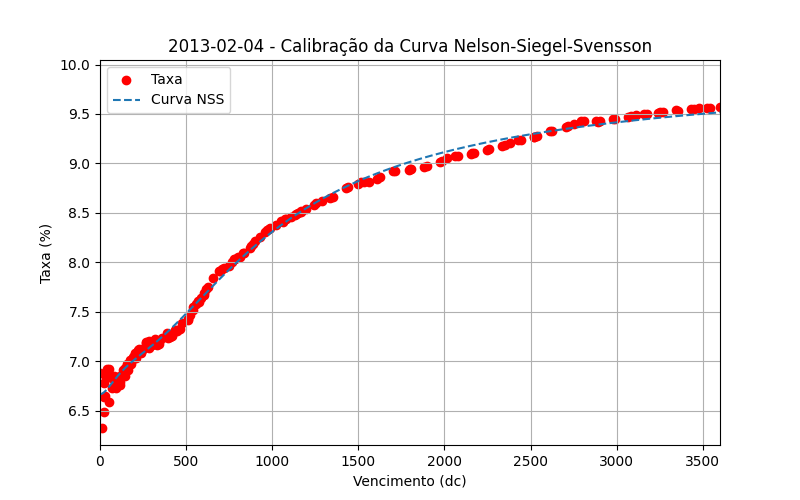 2013-02-04 - Calibração da Curva Nelson-Siegel-Svensson
Taxa
Curva NSS
Taxa (%)
10.0
9.5
9.0
8.5
8.0
7.5
7.0
6.5
0 500 1000 1500 2000 2500 3000 3500
Vencimento (dc)